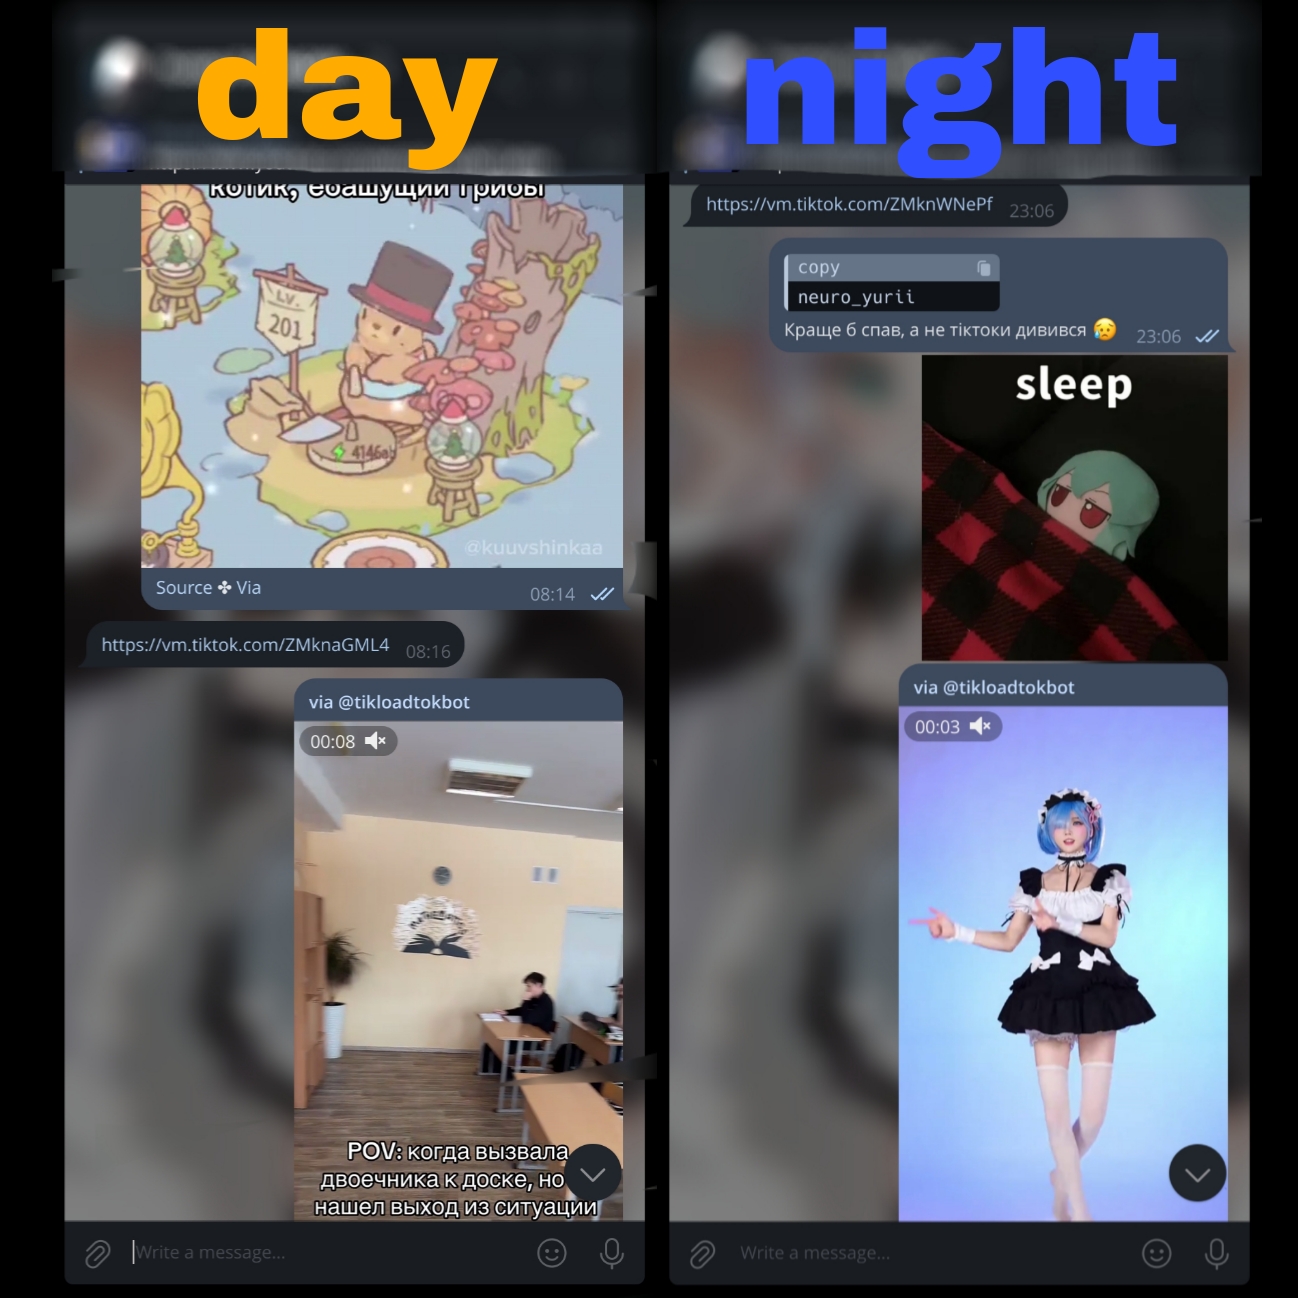 day
котик, ебашущий грибы
LV.
201
4146
@kuuvshinkaa
Source ✤ Via
08:14
https://vm.tiktok.com/ZMknaGML4 08:16
via @tikloadtokbot
00:08
POV: когда вызвала
двоечника к доске, но
нашел выход из ситуации
Write a message...
night
https://vm.tiktok.com/ZMknWNePf 23:06
copy
neuro_yurii
Краще б спав, а не тіктоки дивився 😥 23:06
sleep
via @tikloadtokbot
00:03
Write a message...